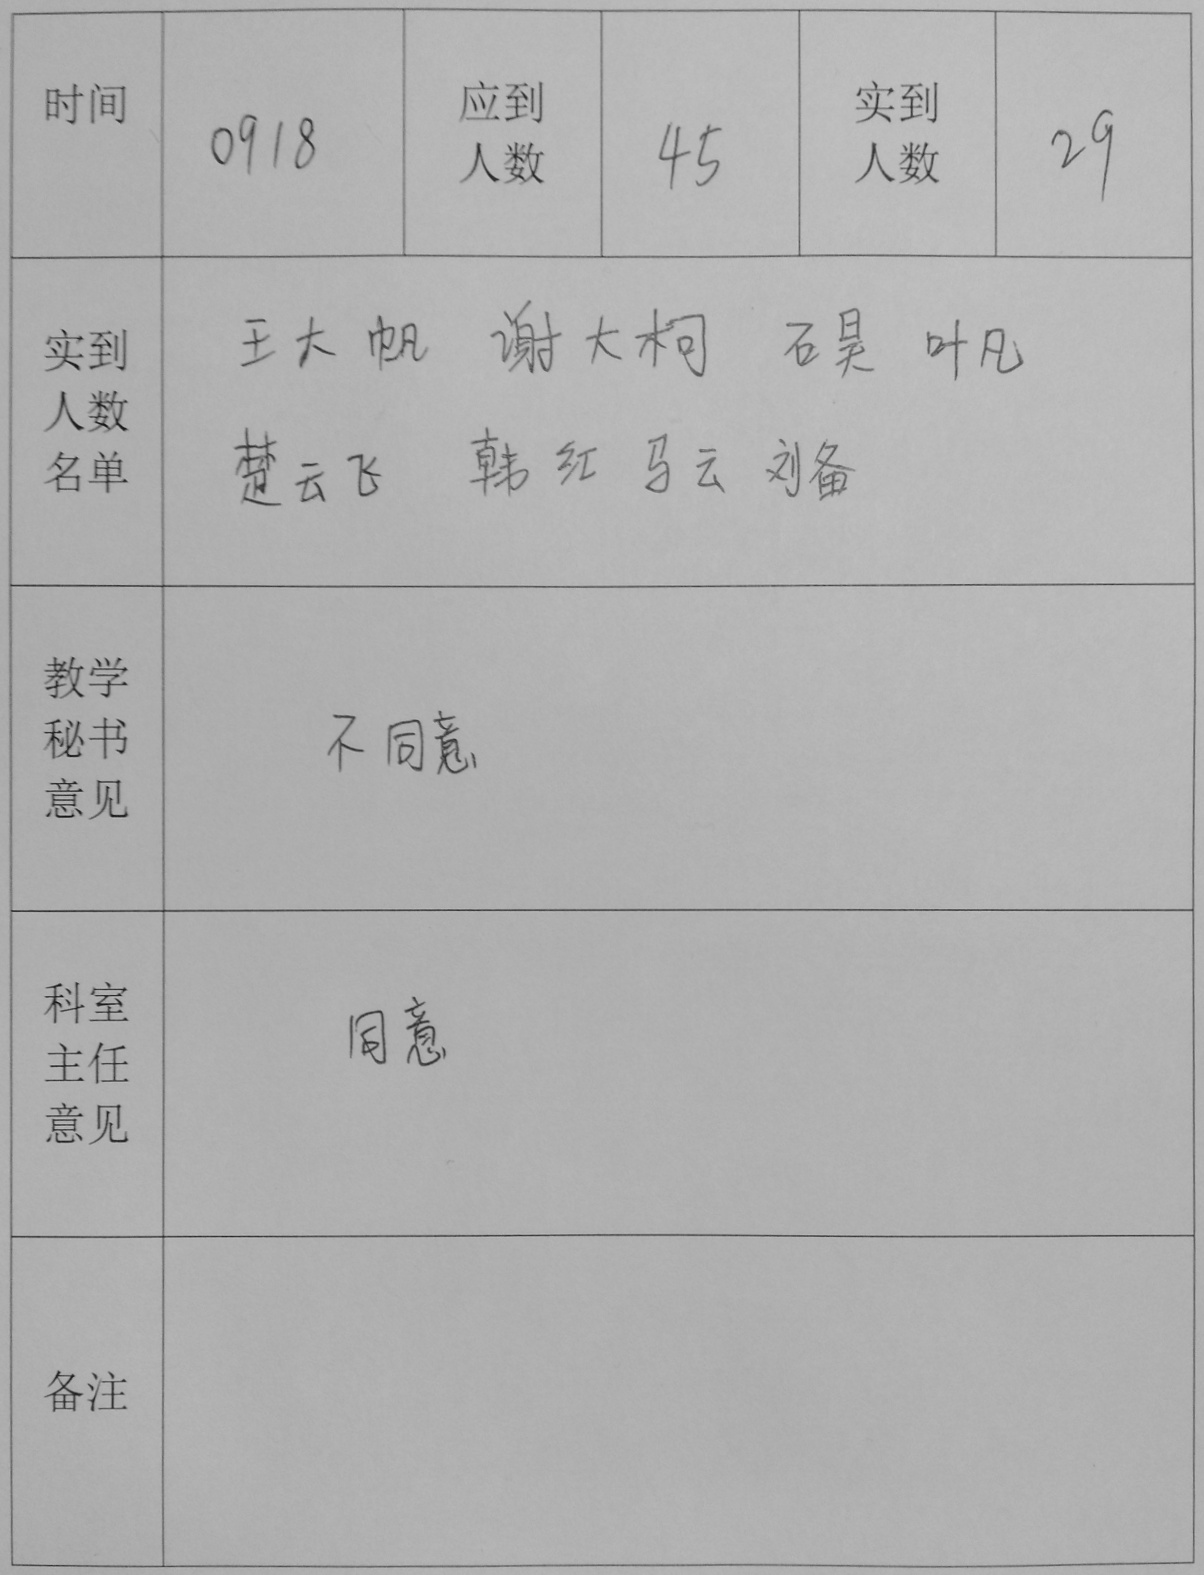 时间 0918 应到人数 45 实到人数 29
实到人数名单 王大帆 谢大柯 石昊 叶凡
楚云飞 韩红 马云 刘备
教学秘书意见 不同意
科室主任意见 同意
备注